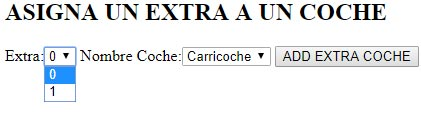 ASIGNA UN EXTRA A UN COCHE
Extra: 0 Nombre Coche: Carricoche ADD EXTRA COCHE
0
1